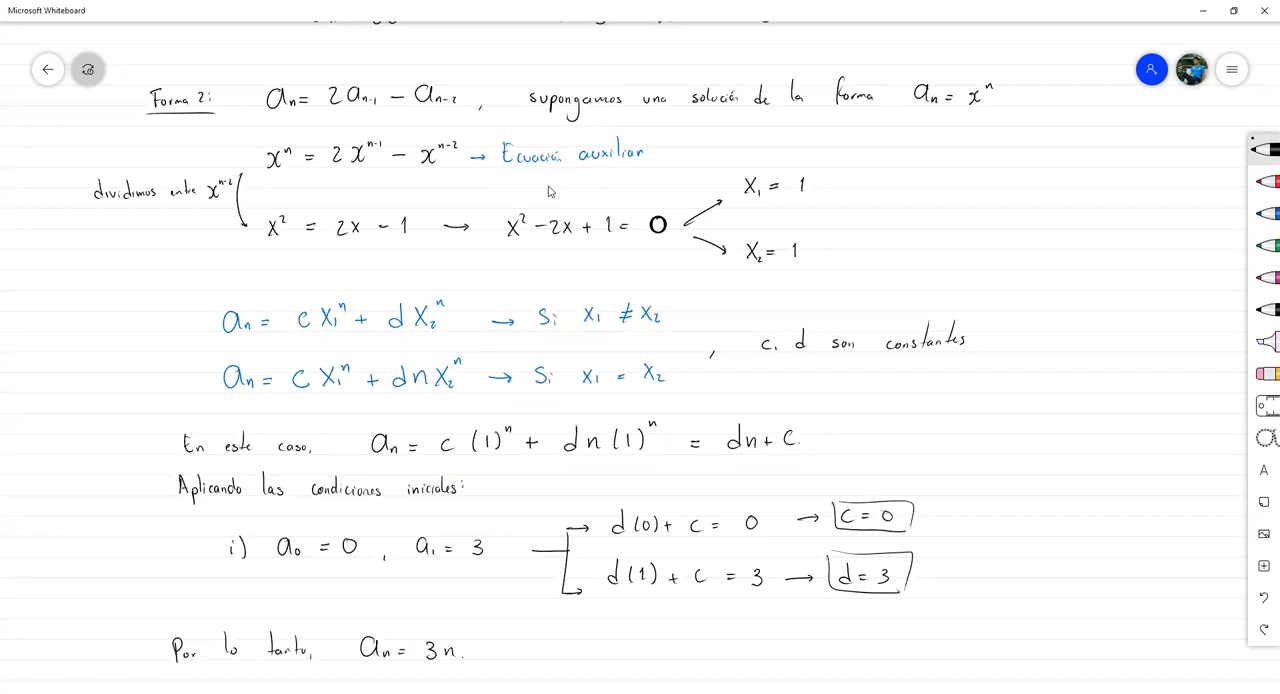 Microsoft Whiteboard
Forma 2: aₙ = 2aₙ₋₁ − aₙ₋₂ , supongamos una solución de la forma aₙ = xⁿ
xⁿ = 2xⁿ⁻¹ − xⁿ⁻² → Ecuación auxiliar
dividimos entre xⁿ⁻²
x² = 2x − 1 → x² − 2x + 1 = 0
X₁ = 1
X₂ = 1
aₙ = c X₁ⁿ + d X₂ⁿ → Si X₁ ≠ X₂
, c, d son constantes
aₙ = c X₁ⁿ + d n X₂ⁿ → Si X₁ = X₂
En este caso, aₙ = c (1)ⁿ + dn (1)ⁿ = dn + c.
Aplicando las condiciones iniciales:
i) a₀ = 0 , a₁ = 3
d(0) + c = 0 → c = 0
d(1) + c = 3 → d = 3
Por lo tanto, aₙ = 3n.
A